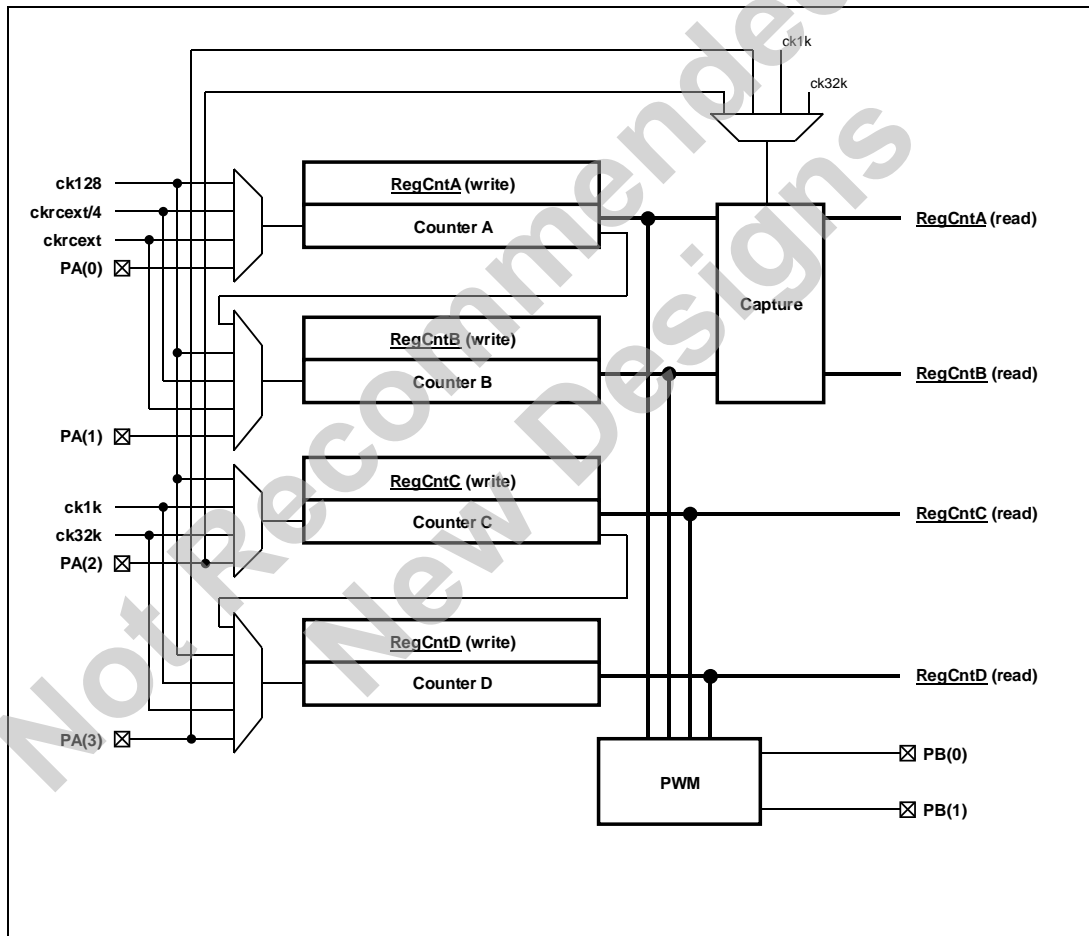 ck1k
ck32k
ck128
ckrcext/4
ckrcext
PA(0)
RegCntA (write)
Counter A
RegCntA (read)
Capture
PA(1)
RegCntB (write)
Counter B
RegCntB (read)
ck1k
ck32k
PA(2)
RegCntC (write)
Counter C
RegCntC (read)
PA(3)
RegCntD (write)
Counter D
RegCntD (read)
PWM
PB(0)
PB(1)
Not Recommended
New Designs